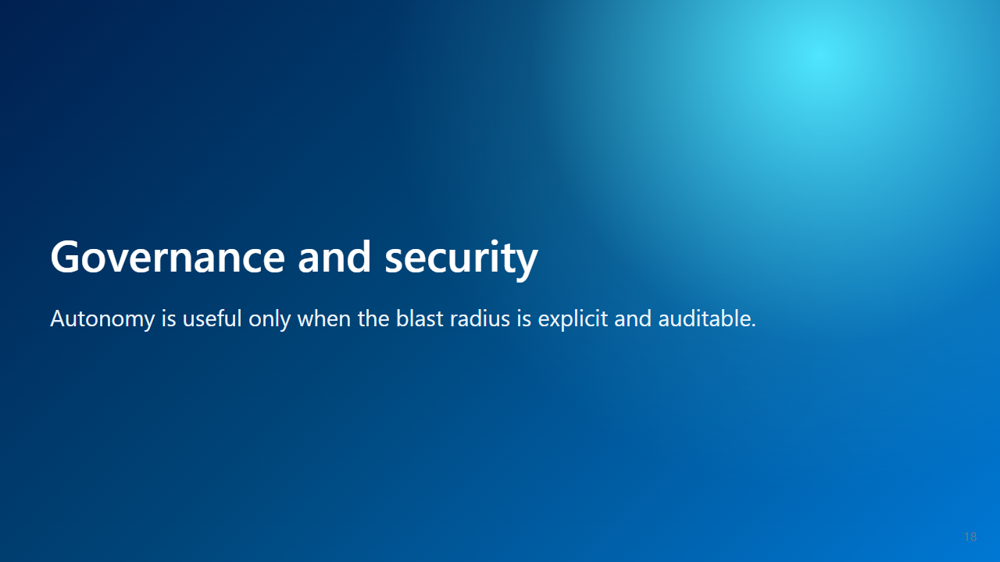 Governance and security
Autonomy is useful only when the blast radius is explicit and auditable.
18